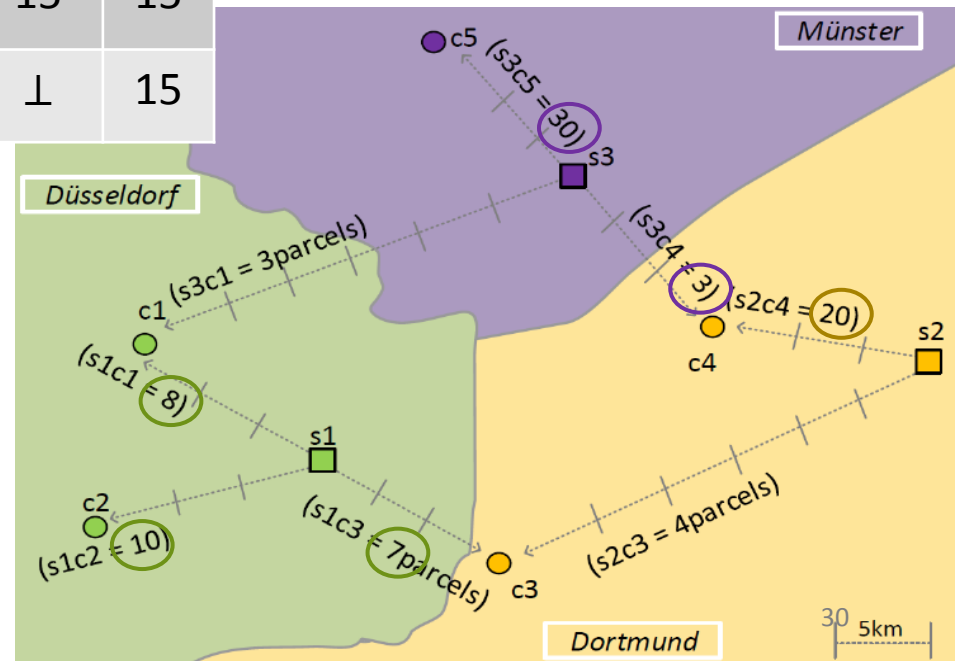 15 15
⊥ 15
Münster
c5
(s3c5 = 30)
s3
Düsseldorf
(s3c1 = 3parcels)
(s3c4 = 3)
(s2c4 = 20)
c1
s2
c4
(s1c1 = 8)
s1
c2
(s1c2 = 10)
(s1c3 = 7parcels)
(s2c3 = 4parcels)
c3
30
5km
Dortmund